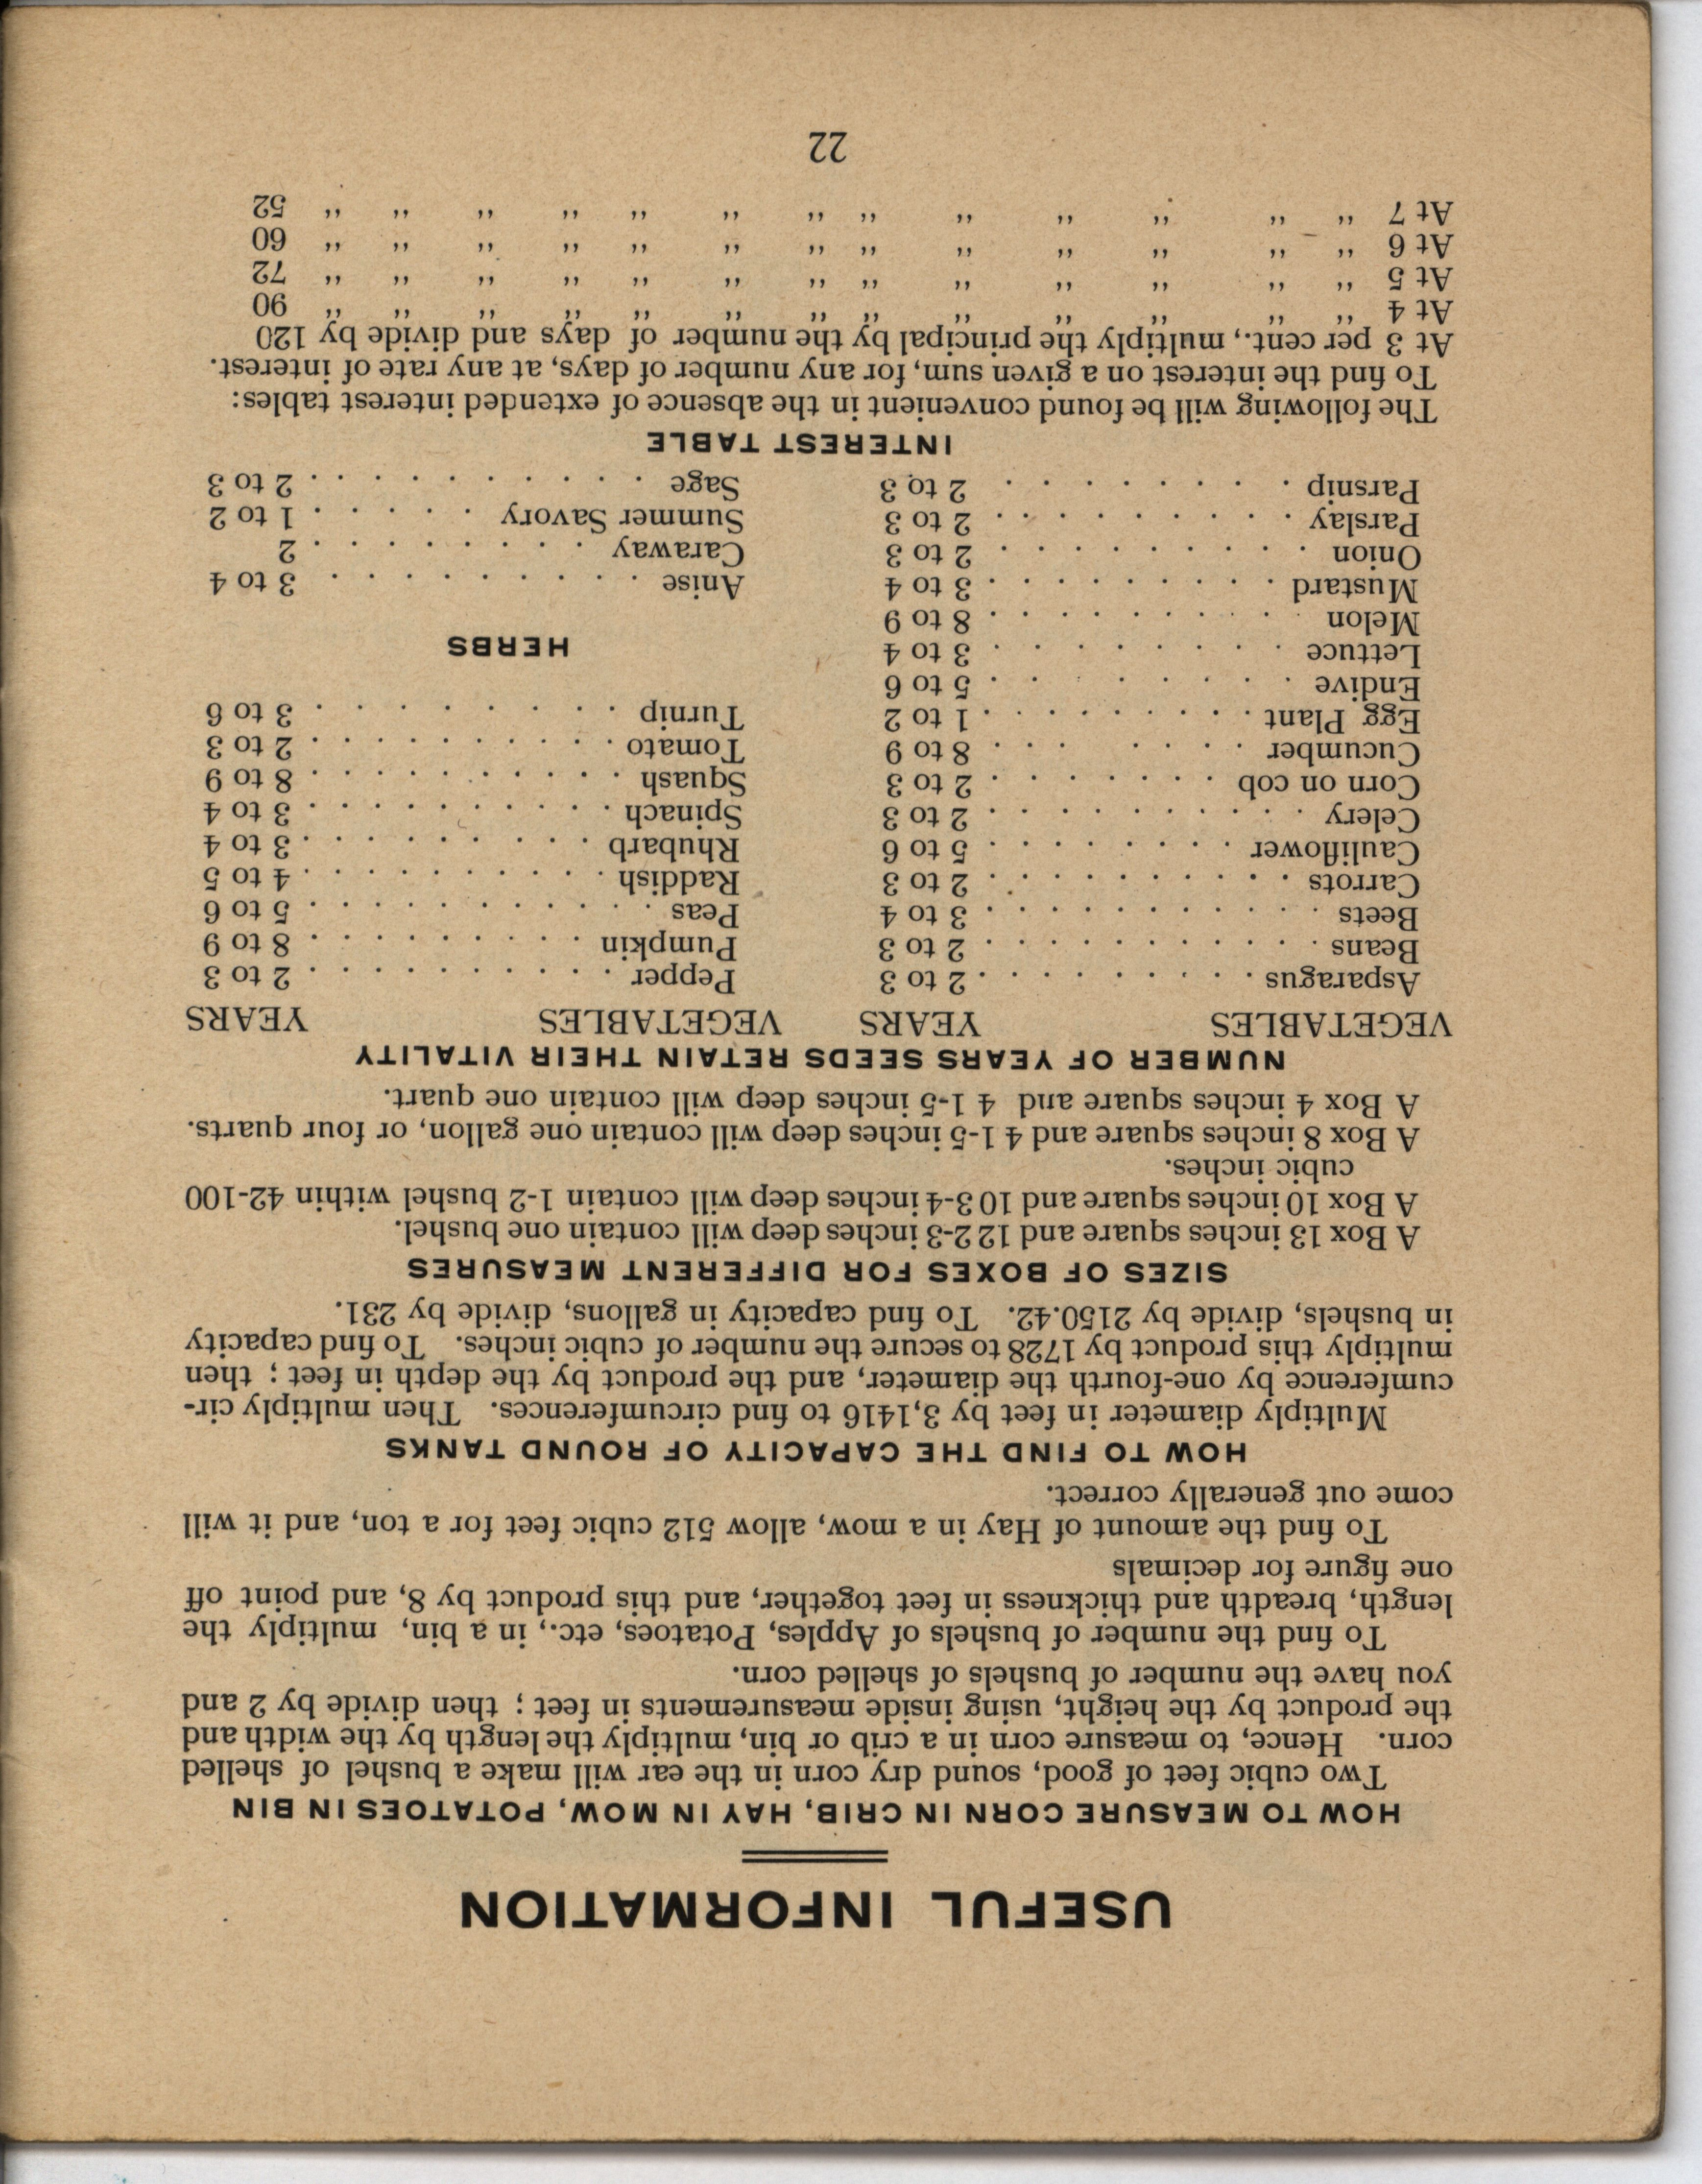 USEFUL INFORMATION
HOW TO MEASURE CORN IN CRIB, HAY IN MOW, POTATOES IN BIN
Two cubic feet of good, sound dry corn in the ear will make a bushel of shelled
corn. Hence, to measure corn in a crib or bin, multiply the length by the width and
the product by the height, using inside measurements in feet ; then divide by 2 and
you have the number of bushels of shelled corn.
To find the number of bushels of Apples, Potatoes, etc., in a bin, multiply the
length, breadth and thickness in feet together, and this product by 8, and point off
one figure for decimals
To find the amount of Hay in a mow, allow 512 cubic feet for a ton, and it will
come out generally correct.
HOW TO FIND THE CAPACITY OF ROUND TANKS
Multiply diameter in feet by 3,1416 to find circumferences. Then multiply cir-
cumference by one-fourth the diameter, and the product by the depth in feet ; then
multiply this product by 1728 to secure the number of cubic inches. To find capacity
in bushels, divide by 2150.42. To find capacity in gallons, divide by 231.
SIZES OF BOXES FOR DIFFERENT MEASURES
A Box 13 inches square and 12 2-3 inches deep will contain one bushel.
A Box 10 inches square and 10 3-4 inches deep will contain 1-2 bushel within 42-100
cubic inches.
A Box 8 inches square and 4 1-5 inches deep will contain one gallon, or four quarts.
A Box 4 inches square and 4 1-5 inches deep will contain one quart.
NUMBER OF YEARS SEEDS RETAIN THEIR VITALITY
VEGETABLES YEARS VEGETABLES YEARS
Asparagus . . . . . . . . . 2 to 3 Pepper . . . . . . . . . . 2 to 3
Beans . . . . . . . . . . . 2 to 3 Pumpkin . . . . . . . . . 8 to 9
Beets . . . . . . . . . . . 3 to 4 Peas . . . . . . . . . . . 5 to 6
Carrots . . . . . . . . . . 2 to 3 Raddish . . . . . . . . . . 4 to 5
Cauliflower . . . . . . . . 5 to 6 Rhubarb . . . . . . . . . 3 to 4
Celery . . . . . . . . . . 2 to 3 Spinach . . . . . . . . . . 3 to 4
Corn on cob . . . . . . . 2 to 3 Squash . . . . . . . . . . 8 to 9
Cucumber . . . . . . . . 8 to 9 Tomato . . . . . . . . . . 2 to 3
Egg Plant . . . . . . . . . 1 to 2 Turnip . . . . . . . . . 3 to 6
Endive . . . . . . . . . 5 to 6
Lettuce . . . . . . . . . 3 to 4 HERBS
Melon . . . . . . . . . 8 to 9
Mustard . . . . . . . . . 3 to 4 Anise . . . . . . . . . . 3 to 4
Onion . . . . . . . . . 2 to 3 Caraway . . . . . . . . . 2
Parslay . . . . . . . . . 2 to 3 Summer Savory . . . . . 1 to 2
Parsnip . . . . . . . . 2 to 3 Sage . . . . . . . . . . 2 to 3
INTEREST TABLE
The following will be found convenient in the absence of extended interest tables:
To find the interest on a given sum, for any number of days, at any rate of interest.
At 3 per cent., multiply the principal by the number of days and divide by 120
At 4 ,, ,, ,, ,, ,, ,, ,, ,, ,, ,, ,, ,, ,, 90
At 5 ,, ,, ,, ,, ,, ,, ,, ,, ,, ,, ,, ,, ,, 72
At 6 ,, ,, ,, ,, ,, ,, ,, ,, ,, ,, ,, ,, ,, 60
At 7 ,, ,, ,, ,, ,, ,, ,, ,, ,, ,, ,, ,, ,, 52
22